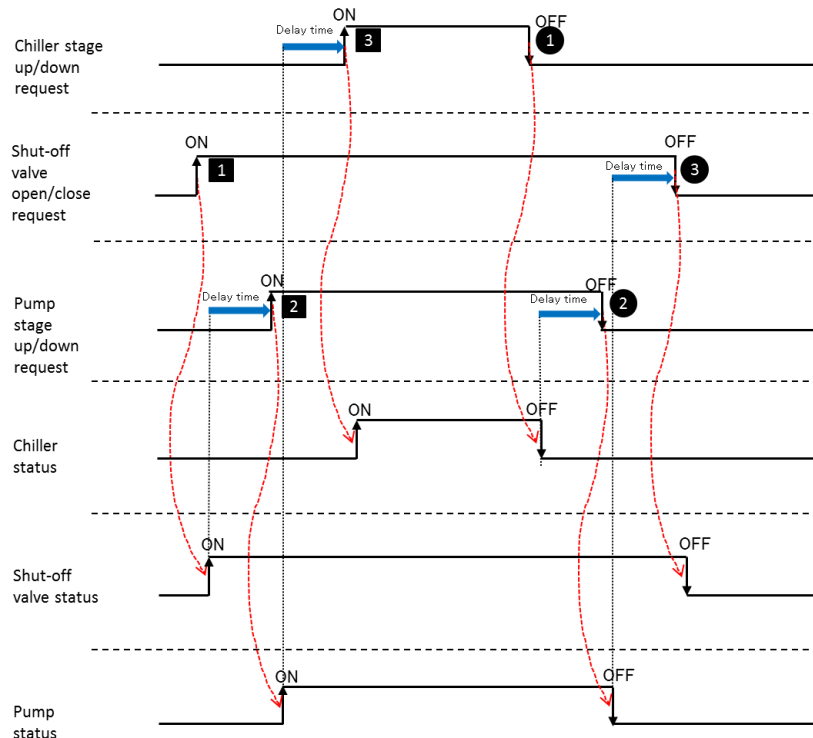 ON
OFF
Delay time
Chiller stage
up/down
request
3
1
ON
OFF
Shut-off
valve
open/close
request
1
Delay time
3
ON
OFF
Pump
stage
up/down
request
Delay time
2
Delay time
2
ON
OFF
Chiller
status
ON
OFF
Shut-off
valve status
ON
OFF
Pump
status